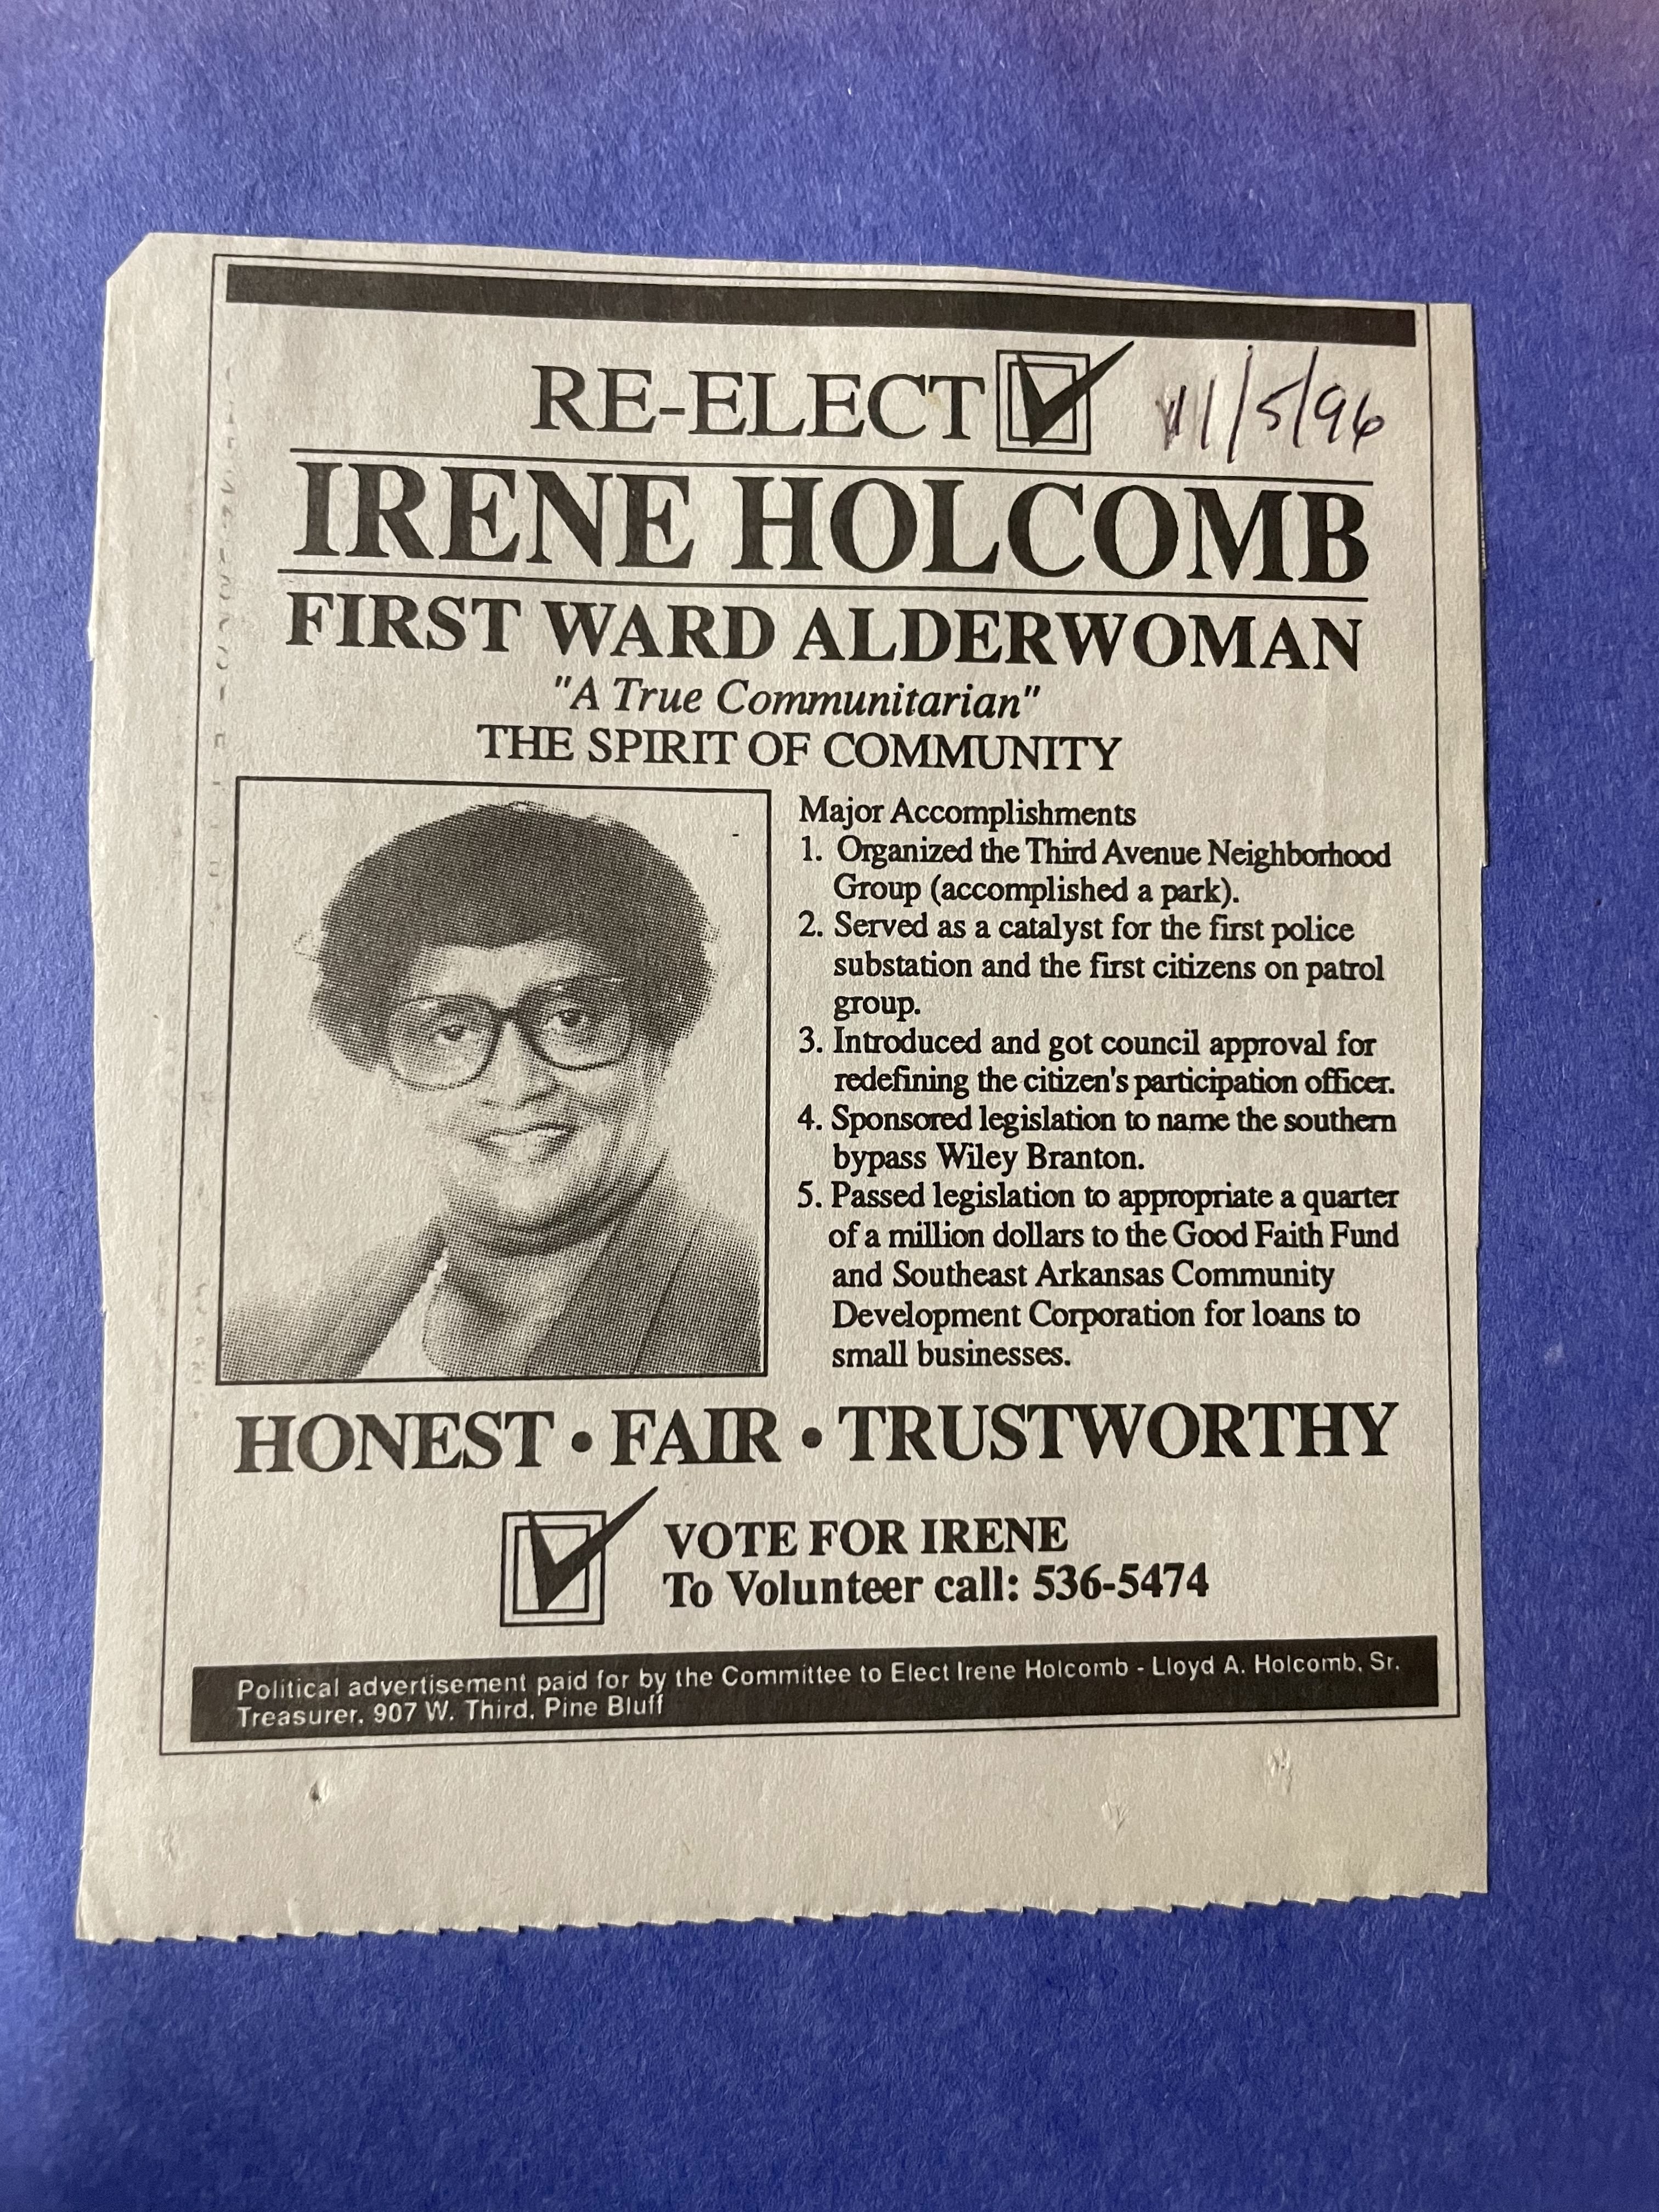 RE-ELECT
11/5/96
IRENE HOLCOMB
FIRST WARD ALDERWOMAN
"A True Communitarian"
THE SPIRIT OF COMMUNITY
Major Accomplishments
1. Organized the Third Avenue Neighborhood
Group (accomplished a park).
2. Served as a catalyst for the first police
substation and the first citizens on patrol
group.
3. Introduced and got council approval for
redefining the citizen's participation officer.
4. Sponsored legislation to name the southern
bypass Wiley Branton.
5. Passed legislation to appropriate a quarter
of a million dollars to the Good Faith Fund
and Southeast Arkansas Community
Development Corporation for loans to
small businesses.
HONEST • FAIR • TRUSTWORTHY
VOTE FOR IRENE
To Volunteer call: 536-5474
Political advertisement paid for by the Committee to Elect Irene Holcomb - Lloyd A. Holcomb, Sr.
Treasurer. 907 W. Third, Pine Bluff